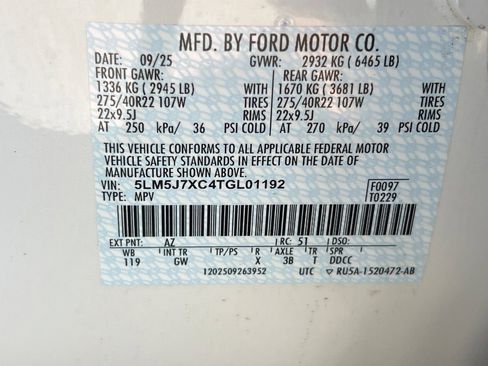 MFD. BY FORD MOTOR CO.
DATE: 09/25 GVWR: 2932 KG ( 6465 LB)
FRONT GAWR: REAR GAWR:
1336 KG ( 2945 LB) WITH 1670 KG ( 3681 LB) WITH
275/40R22 107W TIRES 275/40R22 107W TIRES
22x9.5J RIMS 22x9.5J RIMS
AT 250 kPa/ 36 PSI COLD AT 270 kPa/ 39 PSI COLD
THIS VEHICLE CONFORMS TO ALL APPLICABLE FEDERAL MOTOR
VEHICLE SAFETY STANDARDS IN EFFECT ON THE DATE OF
MANUFACTURE SHOWN ABOVE.
VIN: 5LM5J7XC4TGL01192 F0097
TYPE: MPV T0229
EXT PNT: AZ RC: 51 DSO:
WB INT TR TP/PS R AXLE TR SPR
119 GW X 3B T DDCC
1202509263952 UTC ▽ RU5A-1520472-AB